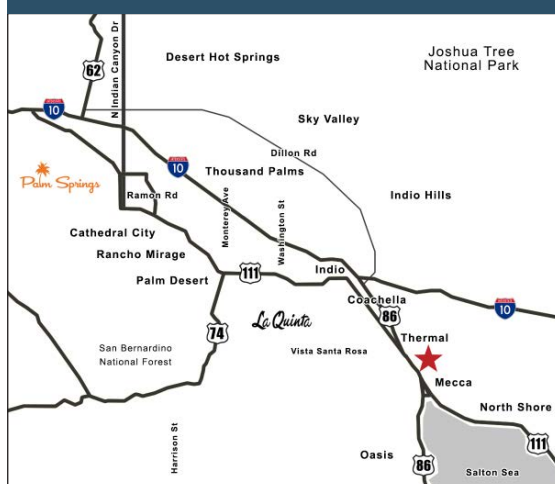 N Indian Canyon Dr
Desert Hot Springs
Joshua Tree
National Park
62
10
Sky Valley
Dillon Rd
10
Thousand Palms
Palm Springs
Ramon Rd
Indio Hills
Monterey Ave
Washington St
Cathedral City
Rancho Mirage
Palm Desert
111
Indio
Coachella
86
10
La Quinta
74
Thermal
San Bernardino
National Forest
Vista Santa Rosa
Mecca
North Shore
Harrison St
111
Oasis
86
Salton Sea